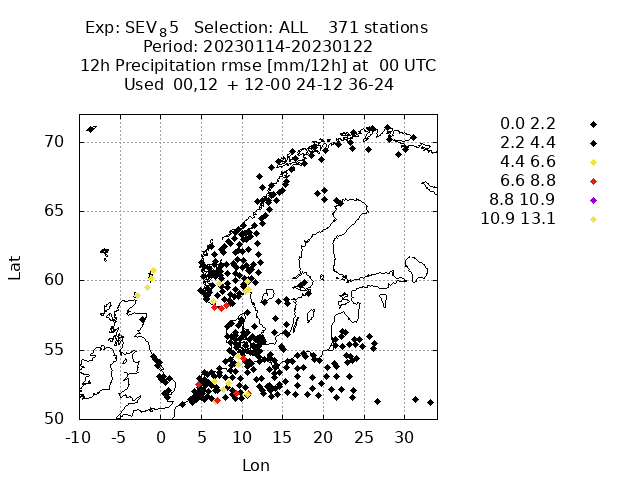 Exp: SEV₈5   Selection: ALL    371 stations
Period: 20230114-20230122
12h Precipitation rmse [mm/12h] at  00 UTC
Used  00,12  + 12-00 24-12 36-24
0.0 2.2
2.2 4.4
4.4 6.6
6.6 8.8
8.8 10.9
10.9 13.1
Lat
70
65
60
55
50
-10 -5 0 5 10 15 20 25 30
Lon